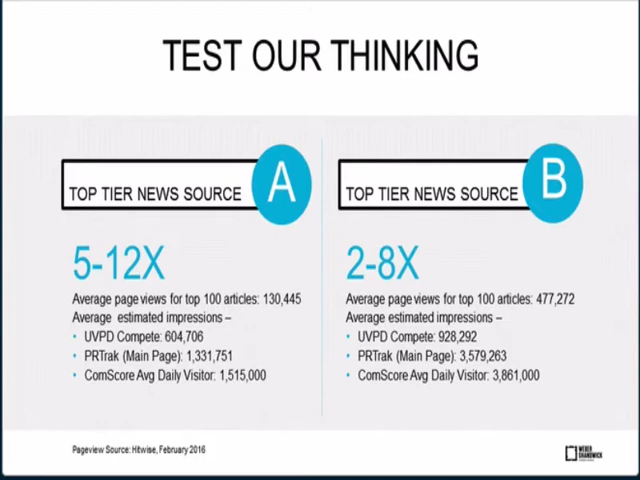 TEST OUR THINKING
TOP TIER NEWS SOURCE A
5-12X
Average page views for top 100 articles: 130,445
Average estimated impressions –
• UVPD Compete: 604,706
• PRTrak (Main Page): 1,331,751
• ComScore Avg Daily Visitor: 1,515,000
TOP TIER NEWS SOURCE B
2-8X
Average page views for top 100 articles: 477,272
Average estimated impressions –
• UVPD Compete: 928,292
• PRTrak (Main Page): 3,579,263
• ComScore Avg Daily Visitor: 3,861,000
Pageview Source: Hitwise, February 2016
WEBER
SHANDWICK